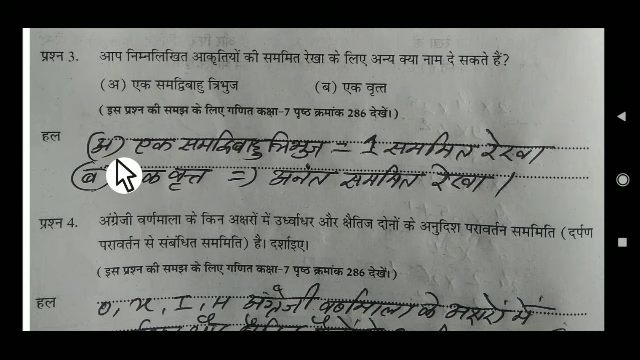 प्रश्न 3. आप निम्नलिखित आकृतियों की सममित रेखा के लिए अन्य क्या नाम दे सकते हैं?
(अ) एक समद्विबाहु त्रिभुज (ब) एक वृत्त
(इस प्रश्न की समझ के लिए गणित कक्षा-7 पृष्ठ क्रमांक 286 देखें।)
हल (अ) एक समद्विबाहु त्रिभुज = 1 सममित रेखा
(ब) वृत्त => अनंत सममित रेखा।
प्रश्न 4. अंग्रेजी वर्णमाला के किन अक्षरों में उर्ध्वाधर और क्षैतिज दोनों के अनुदिश परावर्तन सममिति (दर्पण
परावर्तन से संबंधित सममिति) है। दर्शाइए।
(इस प्रश्न की समझ के लिए गणित कक्षा-7 पृष्ठ क्रमांक 286 देखें।)
हल O, X, I, H अंग्रेजी वर्णमाला के अक्षरों में